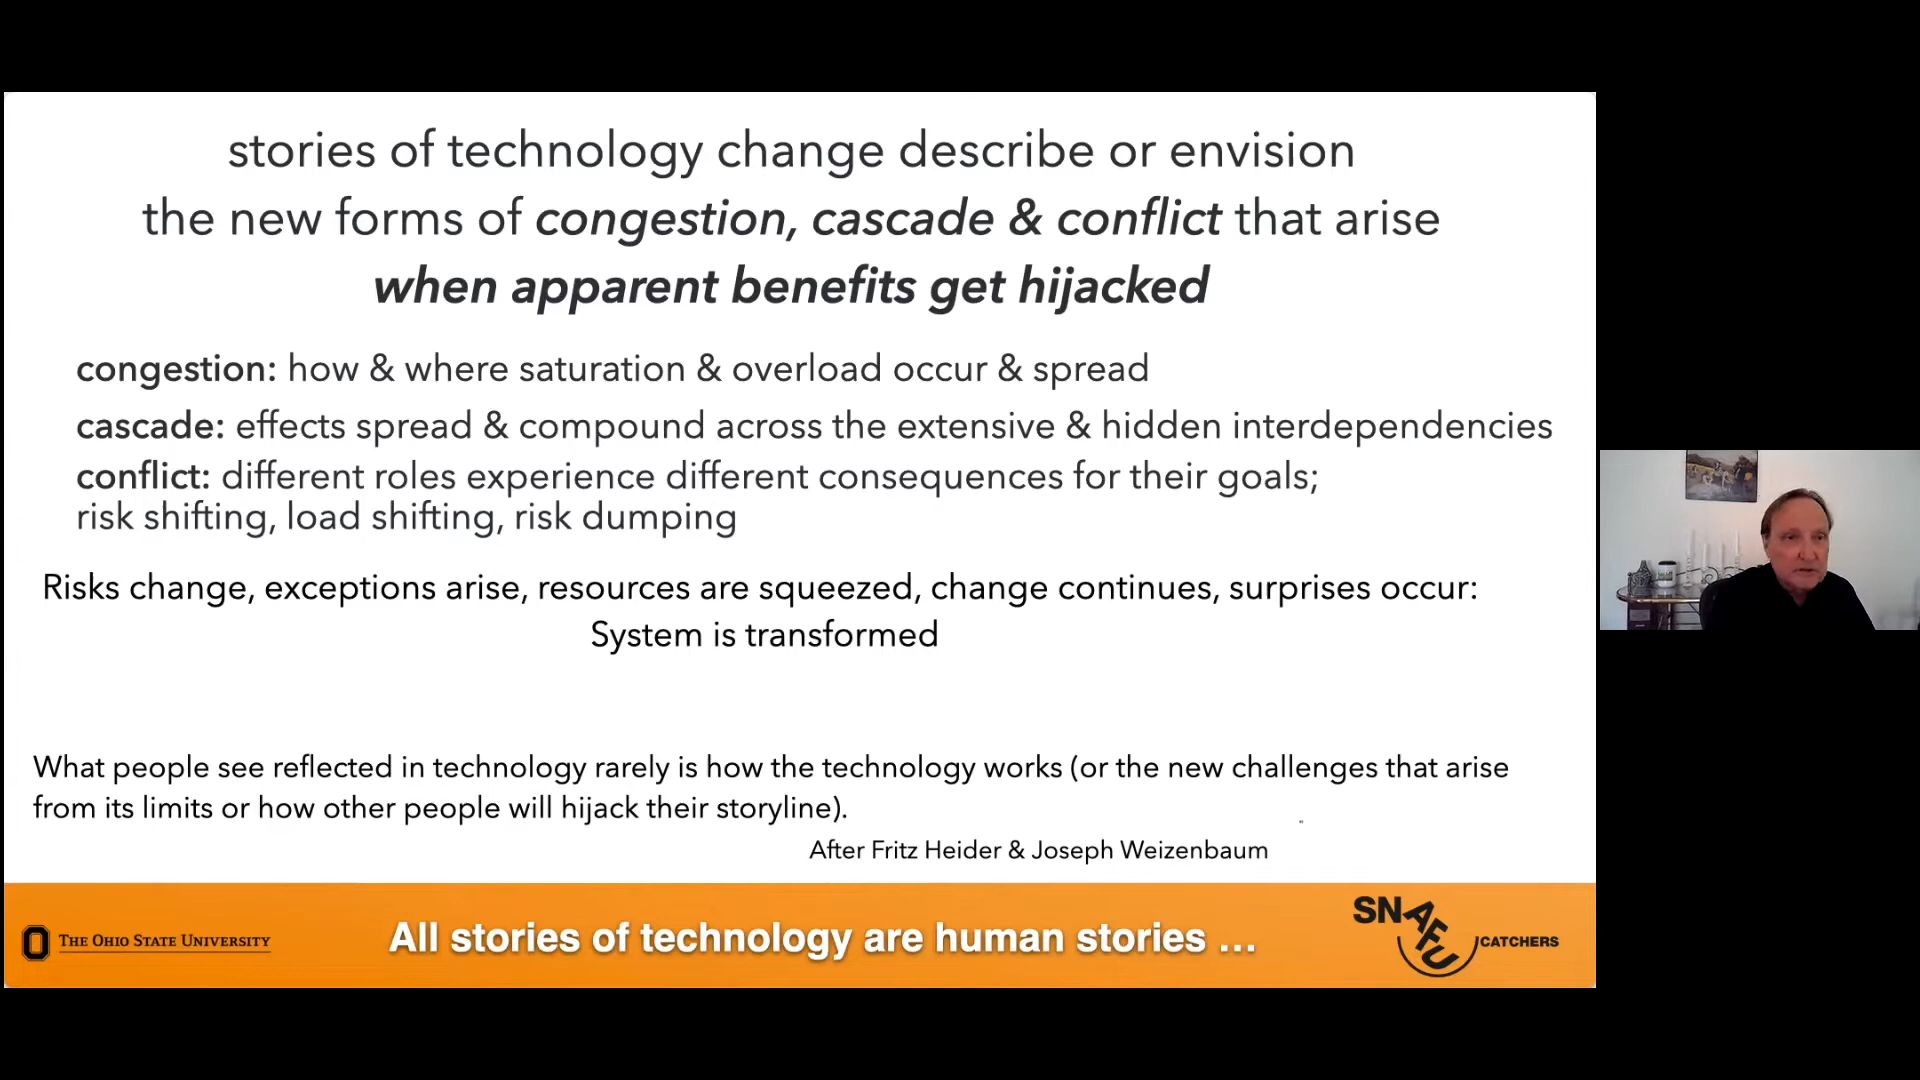 stories of technology change describe or envision
the new forms of congestion, cascade & conflict that arise
when apparent benefits get hijacked
congestion: how & where saturation & overload occur & spread
cascade: effects spread & compound across the extensive & hidden interdependencies
conflict: different roles experience different consequences for their goals;
risk shifting, load shifting, risk dumping
Risks change, exceptions arise, resources are squeezed, change continues, surprises occur:
System is transformed
What people see reflected in technology rarely is how the technology works (or the new challenges that arise
from its limits or how other people will hijack their storyline).
After Fritz Heider & Joseph Weizenbaum
THE OHIO STATE UNIVERSITY
All stories of technology are human stories ...
SNAFU CATCHERS